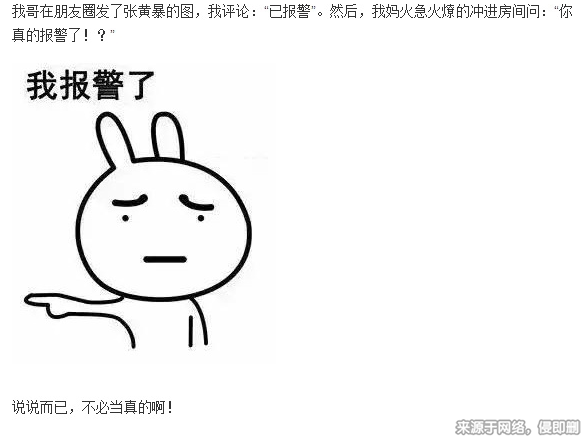 我哥在朋友圈发了张黄暴的图，我评论：“已报警”。然后，我妈火急火燎的冲进房间问：“你
真的报警了！？”
我报警了
说说而已，不必当真的啊！
来源于网络，侵即删